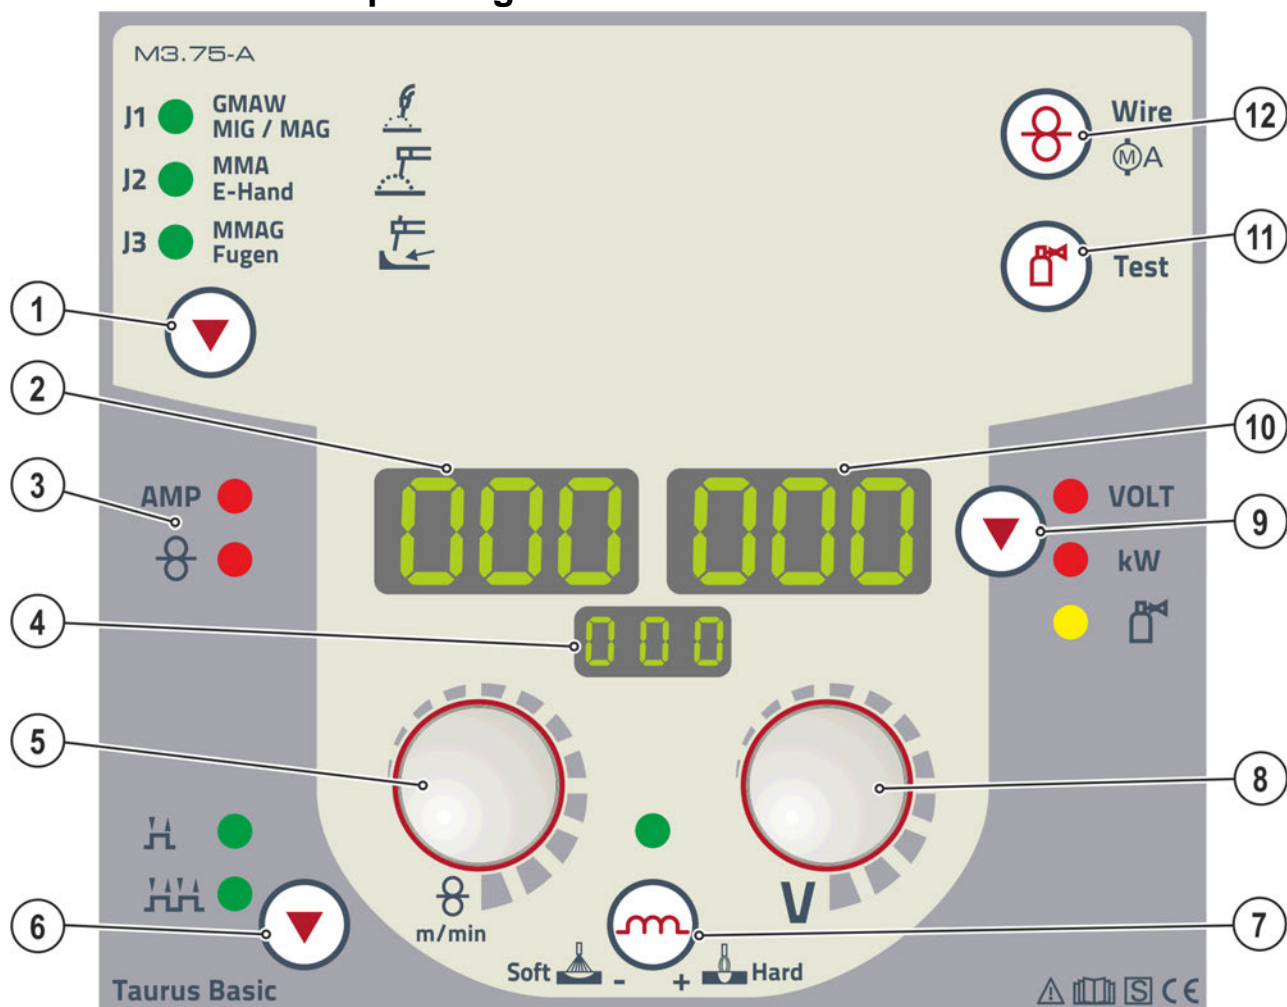 M3.75-A
J1 GMAW
MIG / MAG
J2 MMA
E-Hand
J3 MMAG
Fugen
Wire
M A
Test
12
11
1
2
10
3
AMP
000
000
VOLT
9
kW
4
000
5
8
m/min
V
6
7
Soft - + Hard
Taurus Basic
S CE